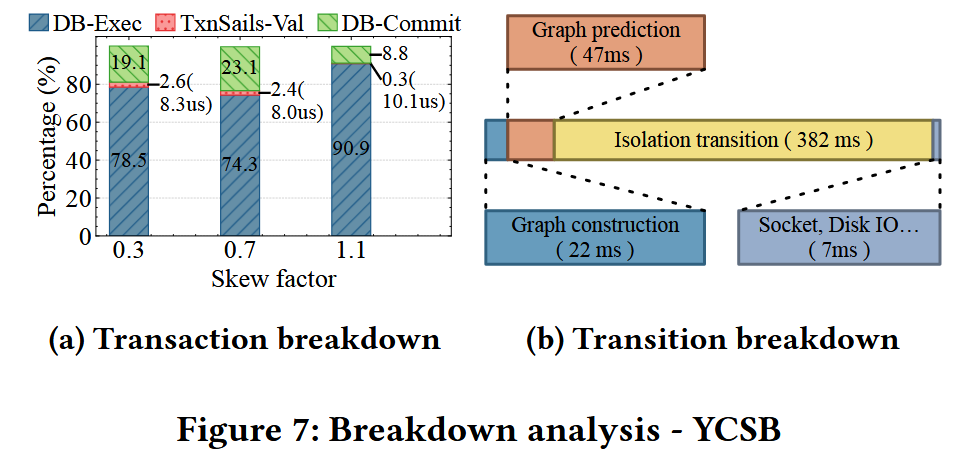 DB-Exec TxnSails-Val DB-Commit
Percentage (%)
80
60
40
20
0
19.1
2.6(
8.3us)
78.5
23.1
2.4(
8.0us)
74.3
8.8
0.3(
10.1us)
90.9
0.3 0.7 1.1
Skew factor
(a) Transaction breakdown
Graph prediction
( 47ms )
Isolation transition ( 382 ms )
Graph construction
( 22 ms )
Socket, Disk IO...
( 7ms )
(b) Transition breakdown
Figure 7: Breakdown analysis - YCSB